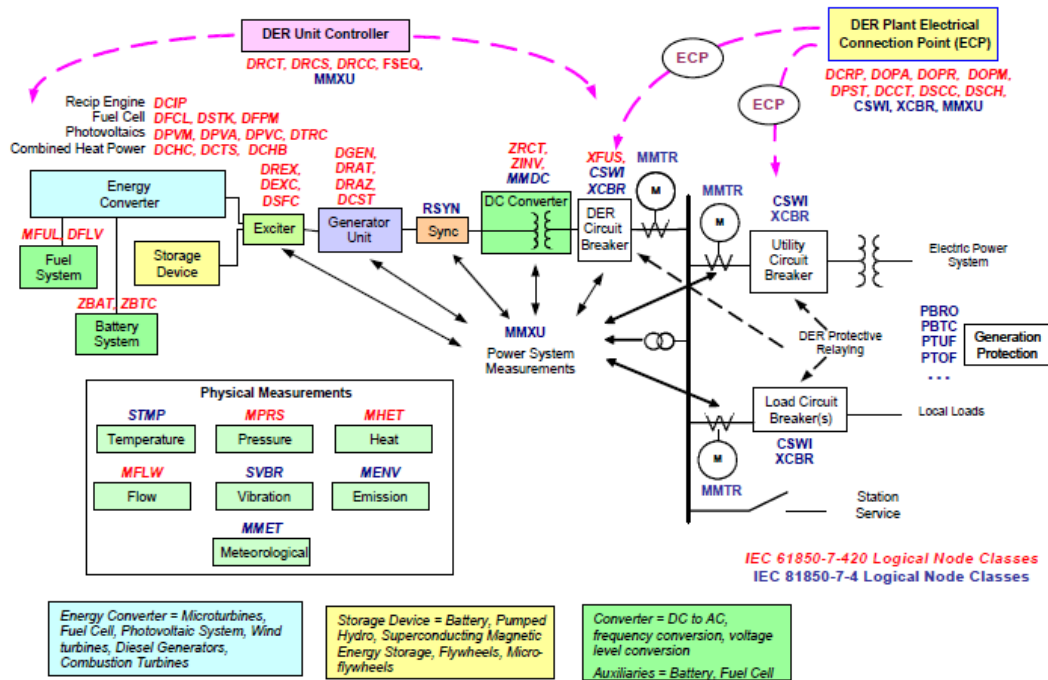 DER Unit Controller
DRCT, DRCS, DRCC, FSEQ,
MMXU
ECP
DER Plant Electrical
Connection Point (ECP)
ECP
DCRP, DOPA, DOPR, DOPM,
DPST, DCCT, DSCC, DSCH,
CSWI, XCBR, MMXU
Recip Engine DCIP
Fuel Cell DFCL, DSTK, DFPM
Photovoltaics DPVM, DPVA, DPVC, DTRC
Combined Heat Power DCHC, DCTS, DCHB
Energy
Converter
DREX,
DEXC,
DSFC
Exciter
DGEN,
DRAT,
DRAZ,
DCST
Generator
Unit
RSYN
Sync
ZRCT,
ZINV,
MMDC
DC Converter
XFUS,
CSWI
XCBR
DER
Circuit
Breaker
MMTR
M
MMTR
M
CSWI
XCBR
Utility
Circuit
Breaker
Electric Power
System
MFUL, DFLV
Fuel
System
Storage
Device
ZBAT, ZBTC
Battery
System
MMXU
Power System
Measurements
DER Protective
Relaying
PBRO
PBTC
PTUF
PTOF
...
Generation
Protection
Load Circuit
Breaker(s)
Local Loads
CSWI
XCBR
M
MMTR
Station
Service
Physical Measurements
STMP MPRS MHET
Temperature Pressure Heat
MFLW SVBR MENV
Flow Vibration Emission
MMET
Meteorological
IEC 61850-7-420 Logical Node Classes
IEC 81850-7-4 Logical Node Classes
Energy Converter = Microturbines,
Fuel Cell, Photovoltaic System, Wind
turbines, Diesel Generators,
Combustion Turbines
Storage Device = Battery, Pumped
Hydro, Superconducting Magnetic
Energy Storage, Flywheels, Micro-
flywheels
Converter = DC to AC,
frequency conversion, voltage
level conversion
Auxiliaries = Battery, Fuel Cell